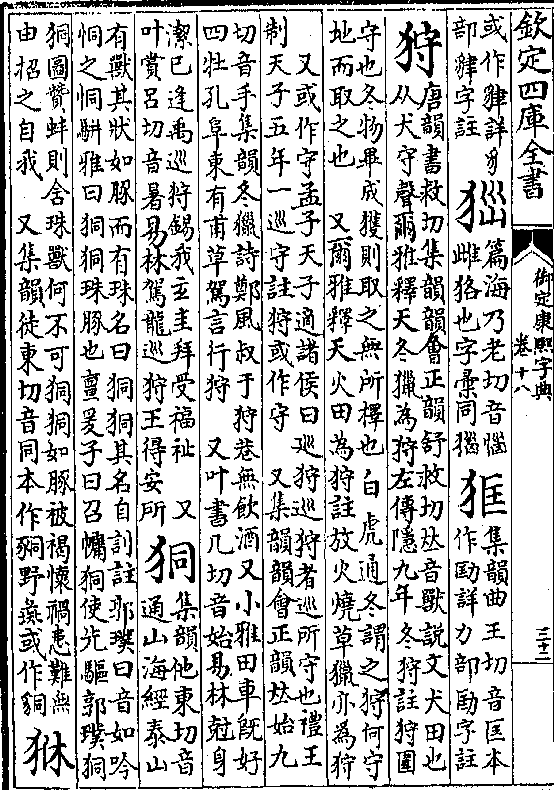 欽定四庫全書
御定康熙字典
卷十八
三十二
或作貄詳豸
部貄字註
㺁
篇海乃老切音惱
雌狢也字彙同獶
狂
集韻曲王切音匡本
作劻詳力部劻字註
狩
唐韻書救切集韻韻會正韻舒救切𠀤音獸說文犬田也
从犬守聲爾雅釋天冬獵為狩左傳隱九年冬狩註狩圍
守也冬物畢成獲則取之無所擇也白虎通冬謂之狩何守
地而取之也　又爾雅釋天火田為狩註放火燒草獵亦為狩
又或作守孟子天子適諸侯曰巡狩巡狩者巡所守也禮王
制天子五年一巡守註狩或作守　又集韻韻會正韻𠀤始九
切音手集韻冬獵詩鄭風叔于狩巷無飲酒又小雅田車旣好
四牡孔阜東有甫草駕言行狩　又叶書几切音始易林尅身
潔已逢禹巡狩錫我玄圭拜受福祉　又
叶賞呂切音暑易林駕龍巡狩王得安所
狪
集韻他東切音
通山海經泰山
有獸其狀如豚而有珠名曰狪狪其名自訓註郭璞曰音如吟
恫之恫騈雅曰狪狪珠豚也亶爰子曰召𤢖狪使先驅郭璞狪
狪圖贊蚌則含珠獸何不可狪狪如豚被褐懷禍患難無
由招之自我　又集韻徒東切音同本作㹿野彘或作貑
㹯